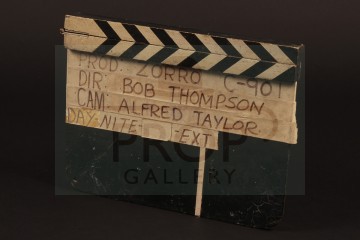 PROD: ZORRO C-901
DIR: BOB THOMPSON
CAM: ALFRED TAYLOR
DAY: NITE: EXT
PROP
GALLERY